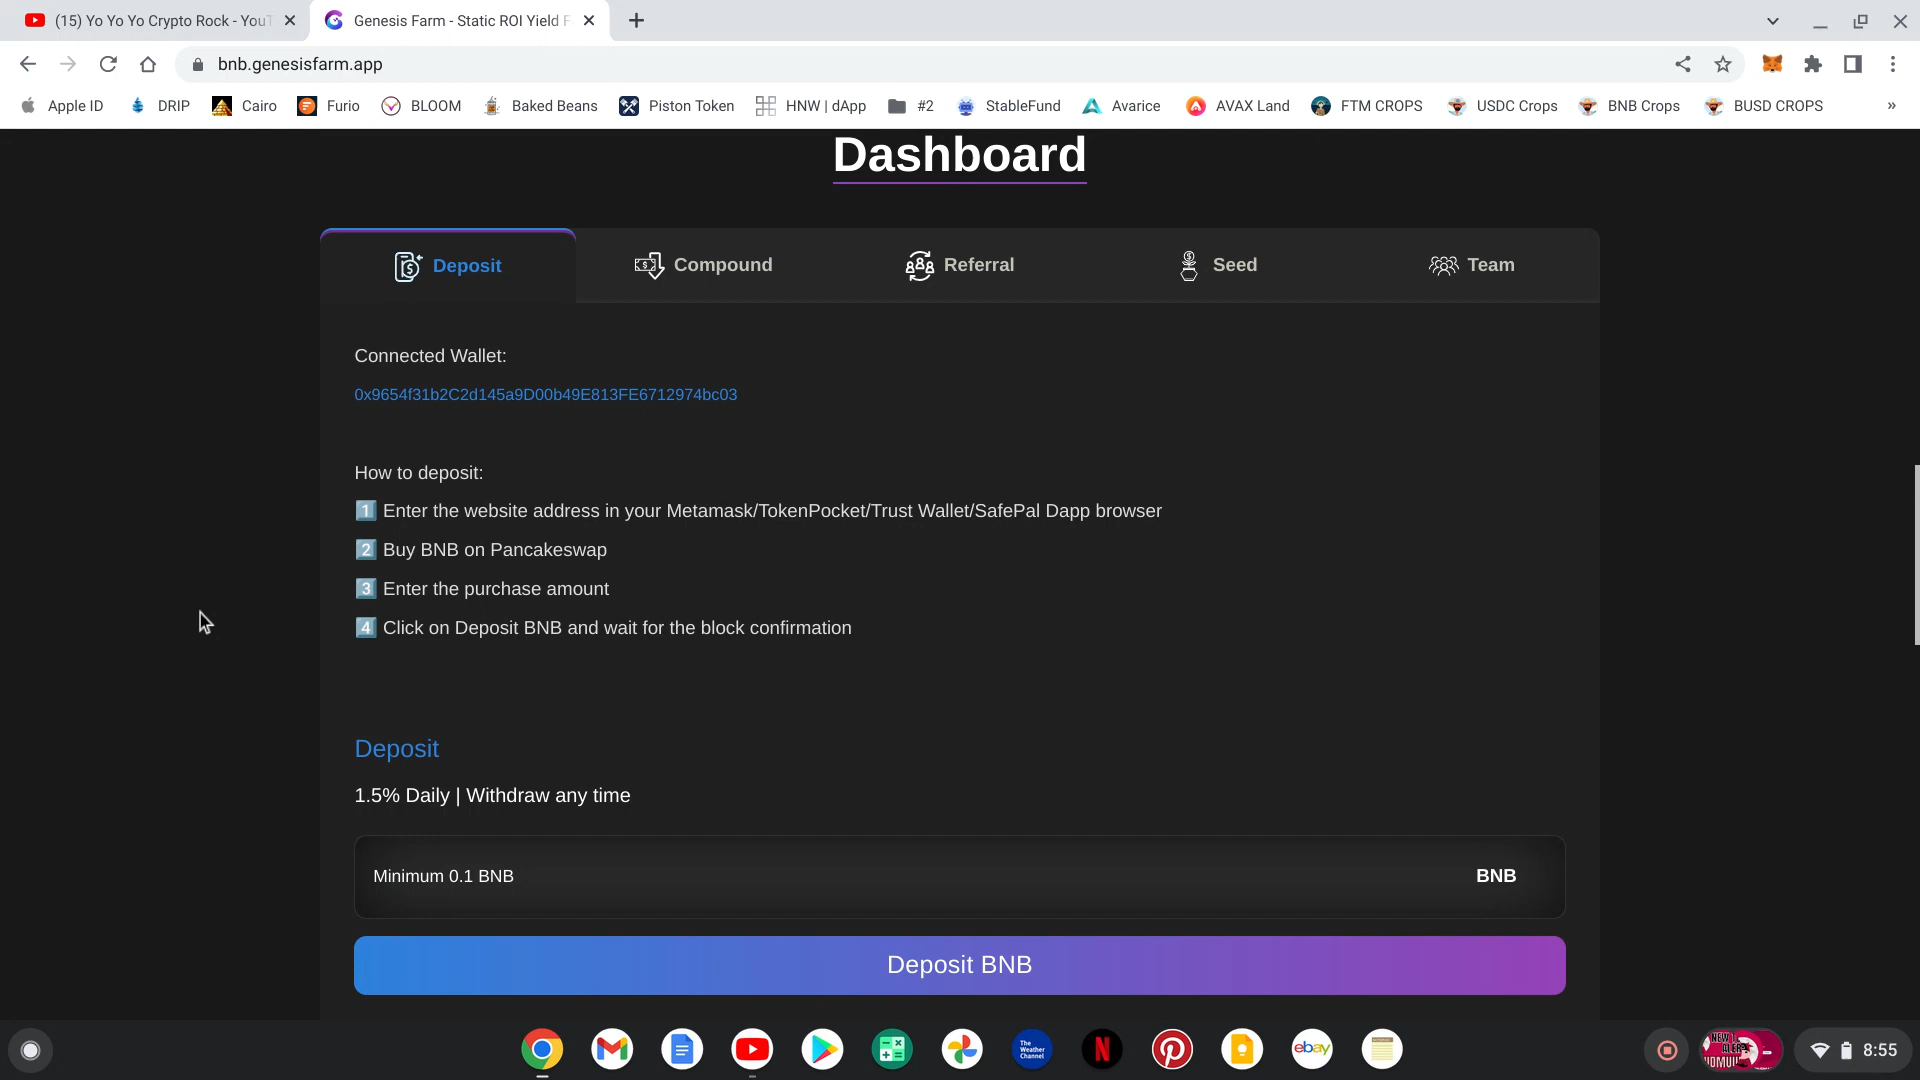 (15) Yo Yo Yo Crypto Rock - YouT
Genesis Farm - Static ROI Yield F
bnb.genesisfarm.app
Apple ID
DRIP
Cairo
Furio
BLOOM
Baked Beans
Piston Token
HNW | dApp
#2
StableFund
Avarice
AVAX Land
FTM CROPS
USDC Crops
BNB Crops
BUSD CROPS
»
Dashboard
Deposit
Compound
Referral
Seed
Team
Connected Wallet:
0x9654f31b2C2d145a9D00b49E813FE6712974bc03
How to deposit:
1 Enter the website address in your Metamask/TokenPocket/Trust Wallet/SafePal Dapp browser
2 Buy BNB on Pancakeswap
3 Enter the purchase amount
4 Click on Deposit BNB and wait for the block confirmation
Deposit
1.5% Daily | Withdraw any time
Minimum 0.1 BNB
BNB
Deposit BNB
The
Weather
Channel
N
ebay
8:55